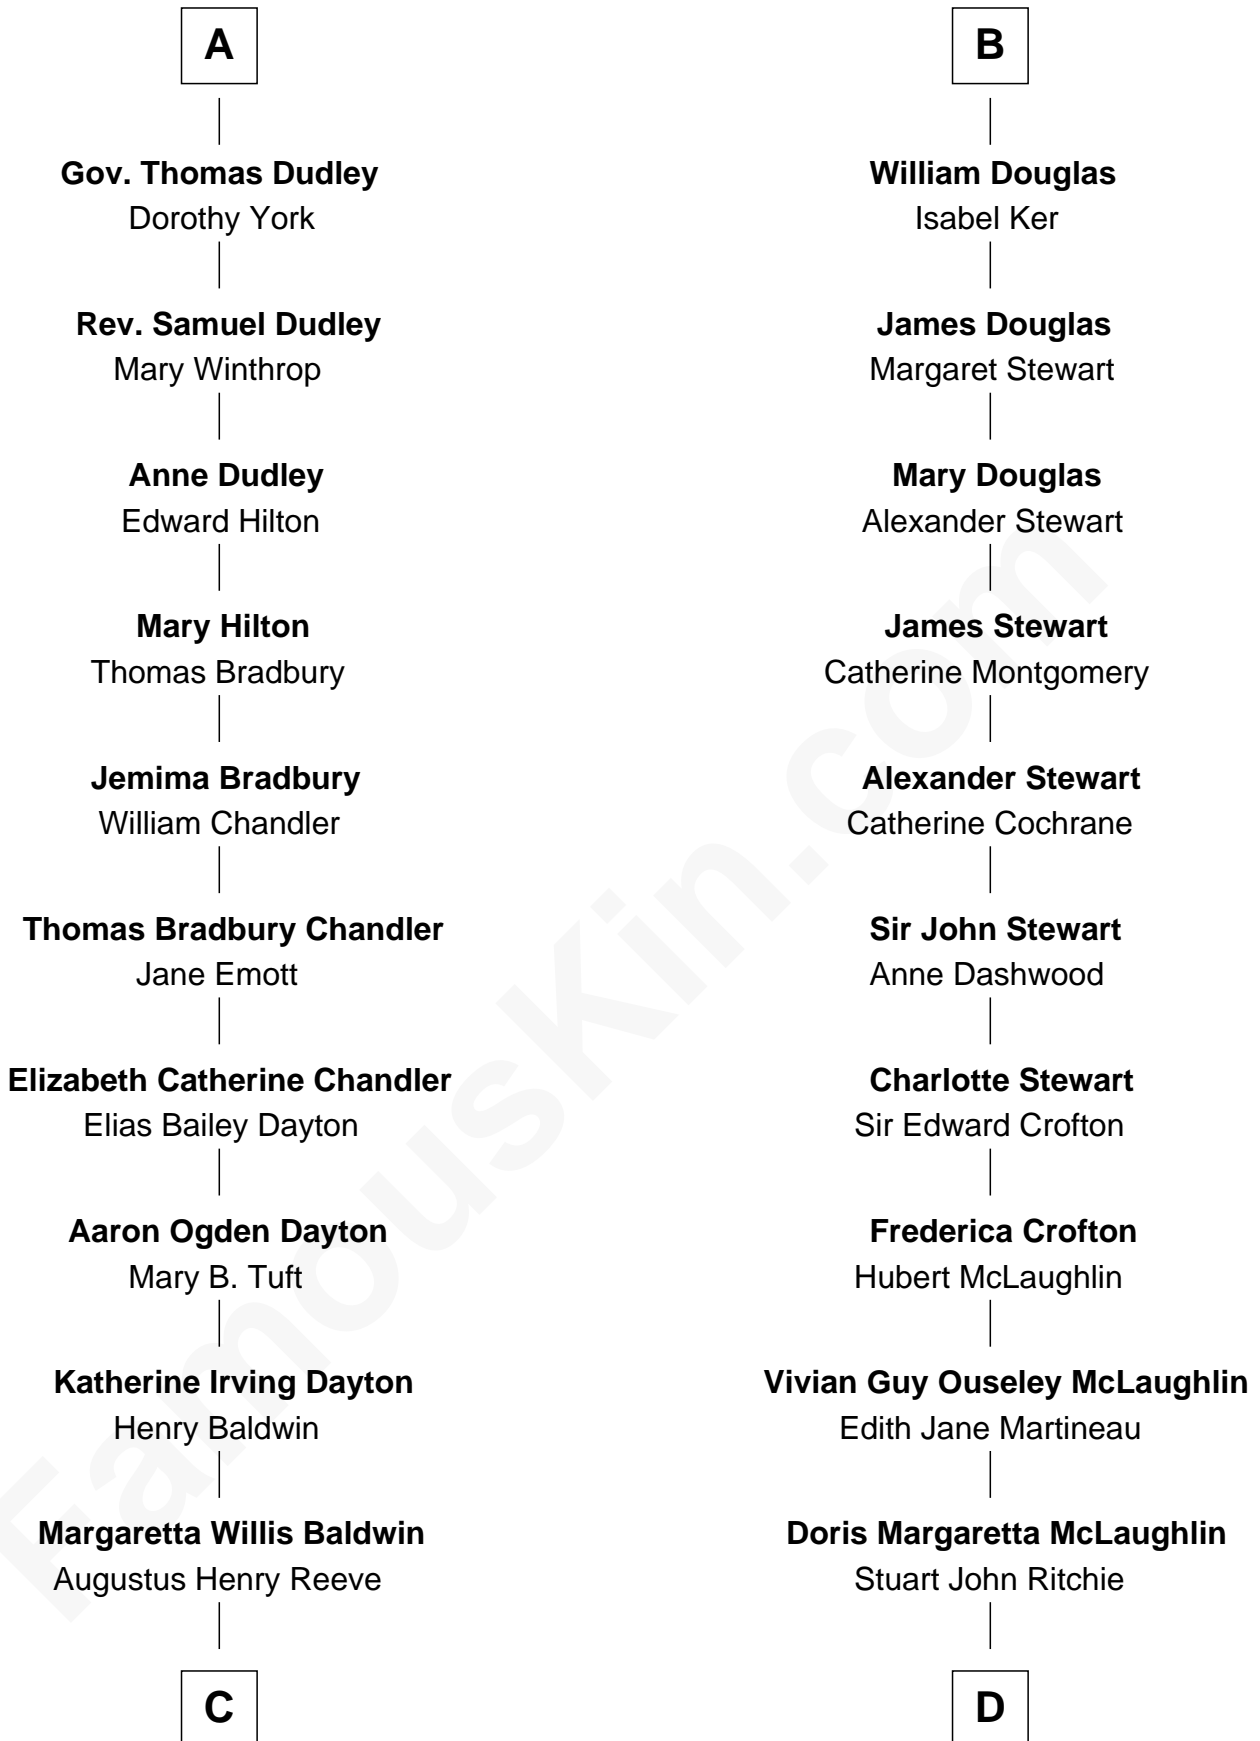 A
Gov. Thomas Dudley
Dorothy York
Rev. Samuel Dudley
Mary Winthrop
Anne Dudley
Edward Hilton
Mary Hilton
Thomas Bradbury
Jemima Bradbury
William Chandler
Thomas Bradbury Chandler
Jane Emott
Elizabeth Catherine Chandler
Elias Bailey Dayton
Aaron Ogden Dayton
Mary B. Tuft
Katherine Irving Dayton
Henry Baldwin
Margaretta Willis Baldwin
Augustus Henry Reeve
C
B
William Douglas
Isabel Ker
James Douglas
Margaret Stewart
Mary Douglas
Alexander Stewart
James Stewart
Catherine Montgomery
Alexander Stewart
Catherine Cochrane
Sir John Stewart
Anne Dashwood
Charlotte Stewart
Sir Edward Crofton
Frederica Crofton
Hubert McLaughlin
Vivian Guy Ouseley McLaughlin
Edith Jane Martineau
Doris Margaretta McLaughlin
Stuart John Ritchie
D
FamousKin.com